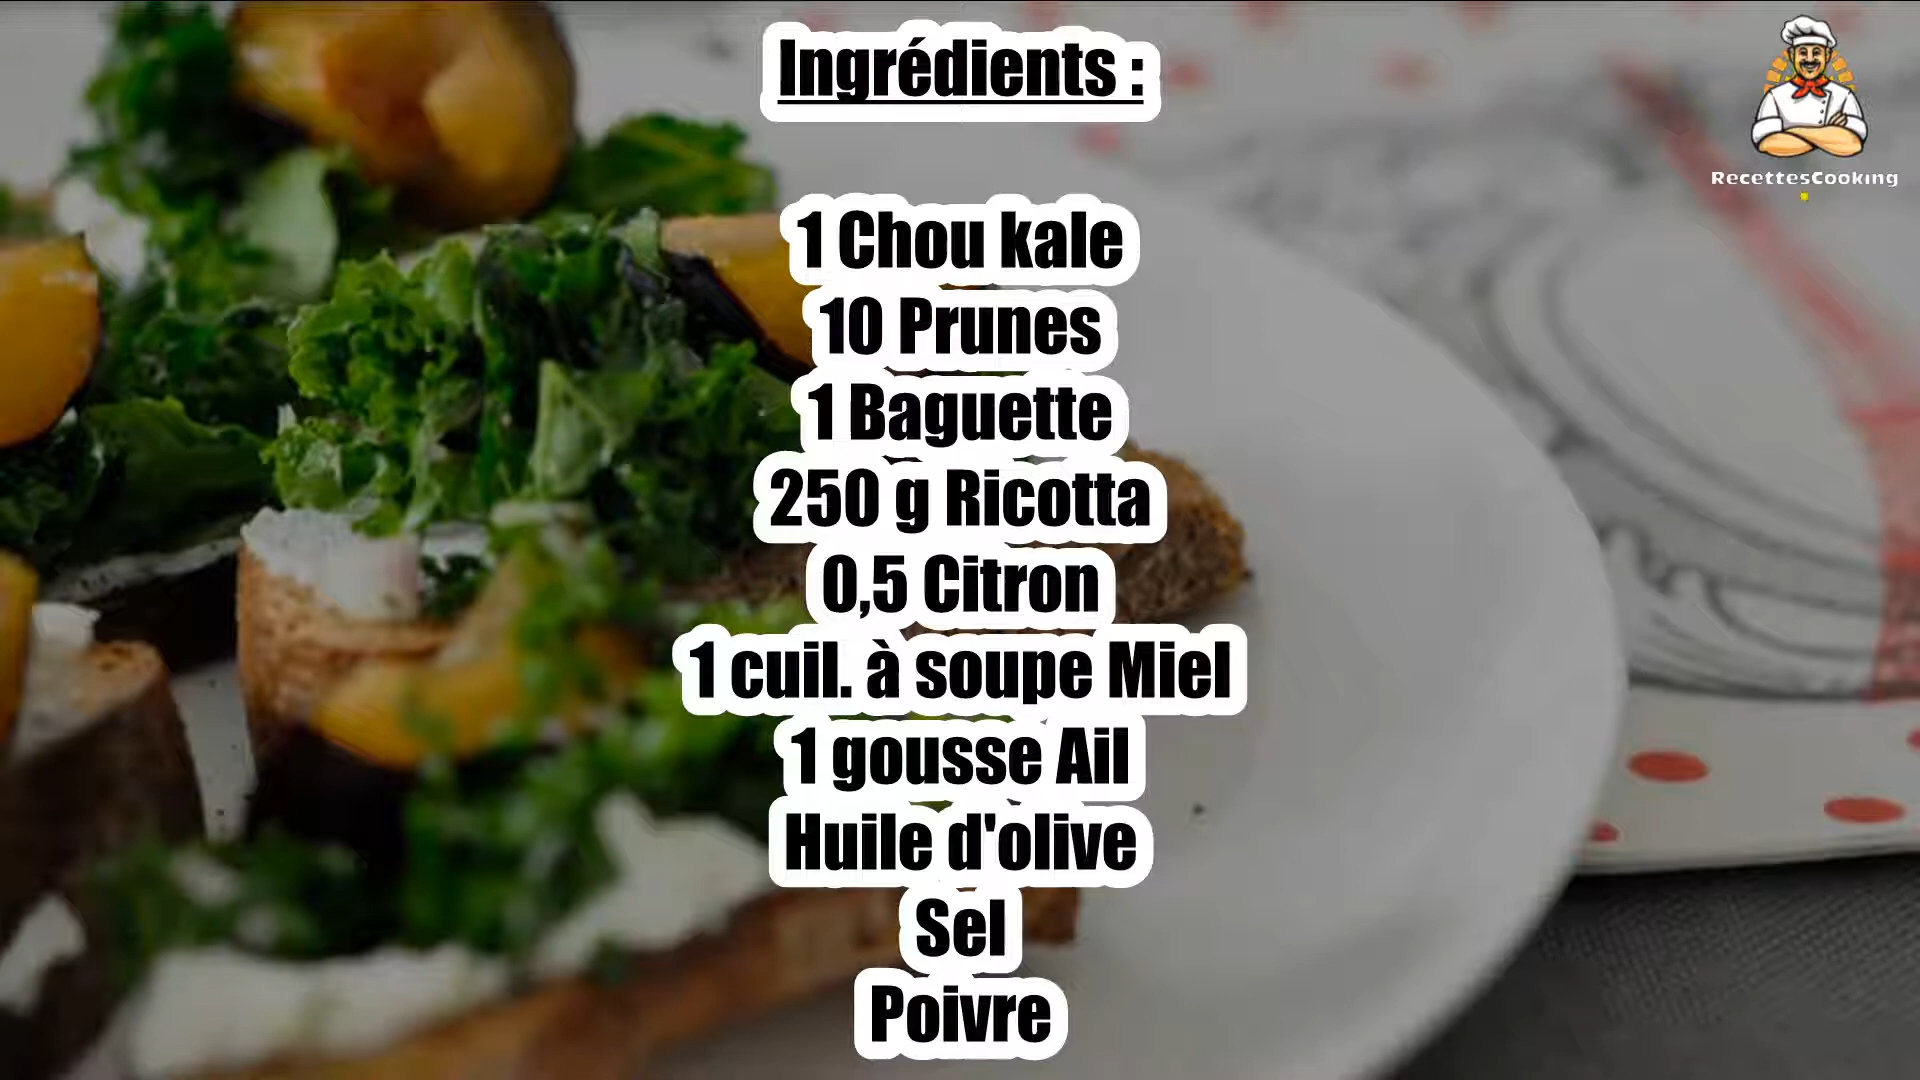 Ingrédients :
RecettesCooking
1 Chou kale
10 Prunes
1 Baguette
250 g Ricotta
0,5 Citron
1 cuil. à soupe Miel
1 gousse Ail
Huile d'olive
Sel
Poivre